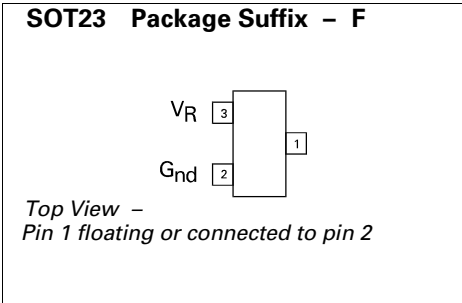 SOT23 Package Suffix – F
VR 3
1
Gnd 2
Top View –
Pin 1 floating or connected to pin 2